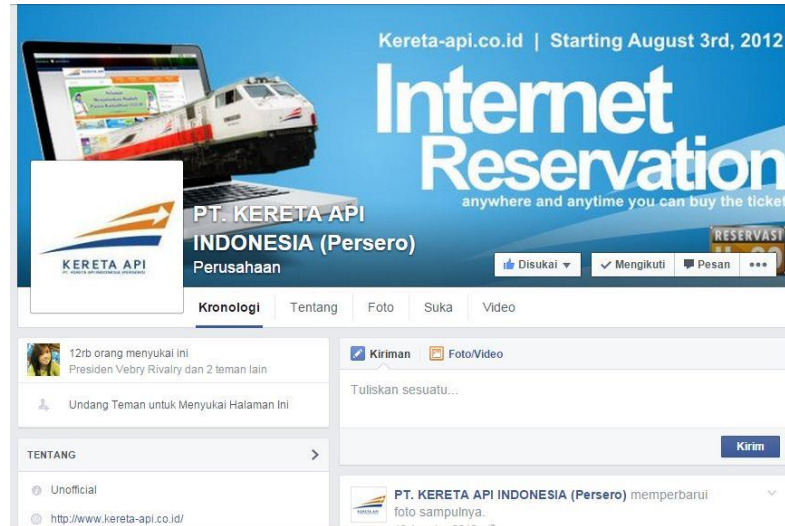 Kereta-api.co.id | Starting August 3rd, 2012
Internet
Reservation
anywhere and anytime you can buy the ticket
RESERVASI
KERETA API
PT. KERETA API
INDONESIA (Persero)
Perusahaan
Disukai
Mengikuti
Pesan
Kronologi
Tentang
Foto
Suka
Video
12rb orang menyukai ini
Presiden Vebry Rivalry dan 2 teman lain
Undang Teman untuk Menyukai Halaman Ini
TENTANG
Unofficial
http://www.kereta-api.co.id/
Kiriman
Foto/Video
Tuliskan sesuatu...
Kirim
PT. KERETA API INDONESIA (Persero) memperbarui
foto sampulnya.